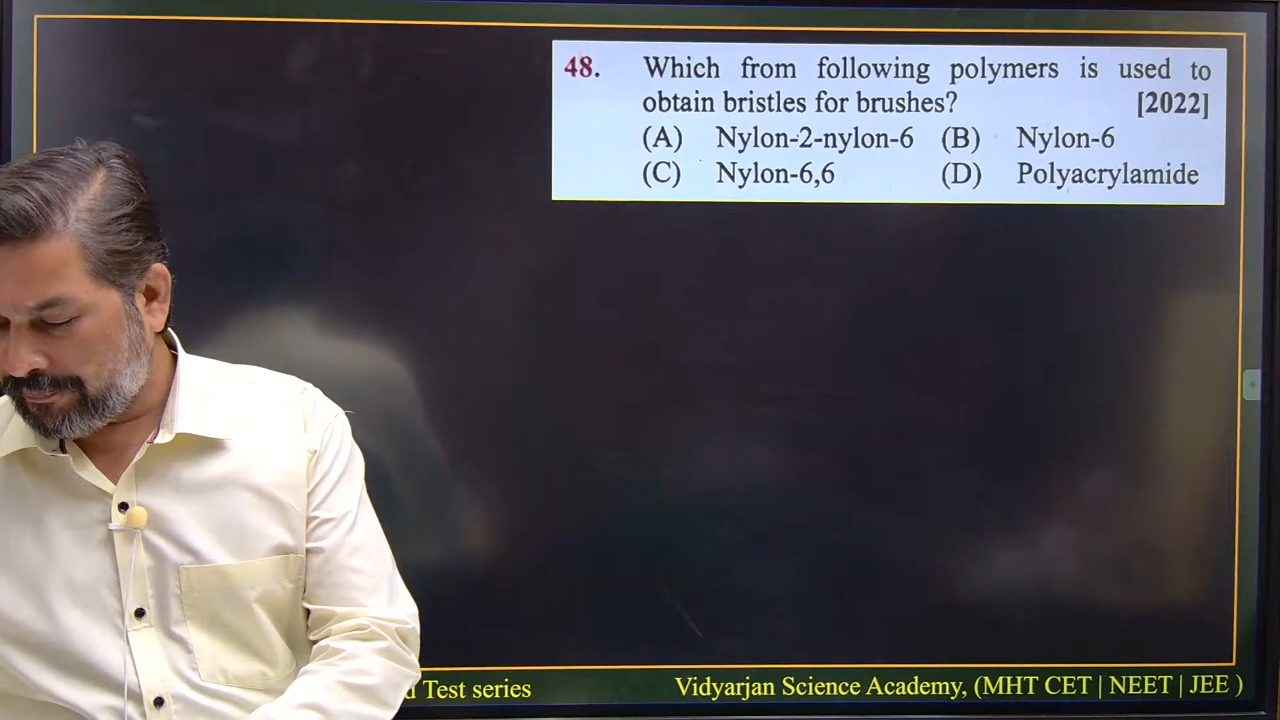 48. Which from following polymers is used to
obtain bristles for brushes? [2022]
(A) Nylon-2-nylon-6 (B) Nylon-6
(C) Nylon-6,6 (D) Polyacrylamide
Test series
Vidyarjan Science Academy, (MHT CET | NEET | JEE )